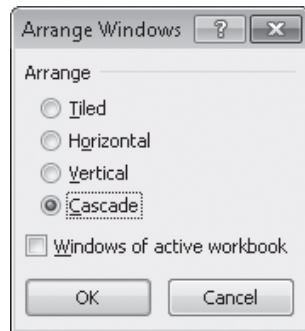 Arrange Windows ?
Arrange
Tiled
Horizontal
Vertical
Cascade
Windows of active workbook
OK Cancel